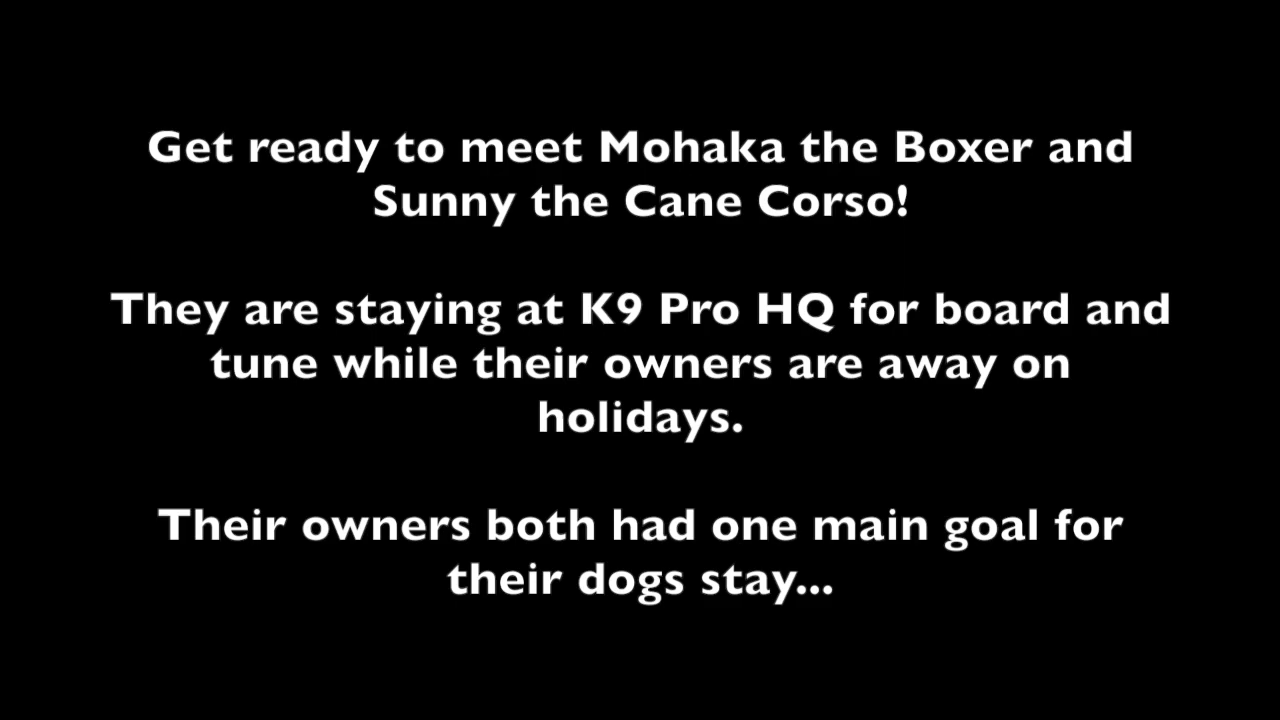 Get ready to meet Mohaka the Boxer and
Sunny the Cane Corso!
They are staying at K9 Pro HQ for board and
tune while their owners are away on
holidays.
Their owners both had one main goal for
their dogs stay...